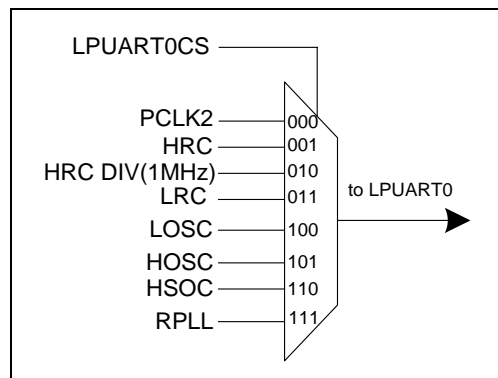 LPUART0CS
PCLK2 000
HRC 001
HRC DIV(1MHz) 010
LRC 011
to LPUART0
LOSC 100
HOSC 101
HSOC 110
RPLL 111